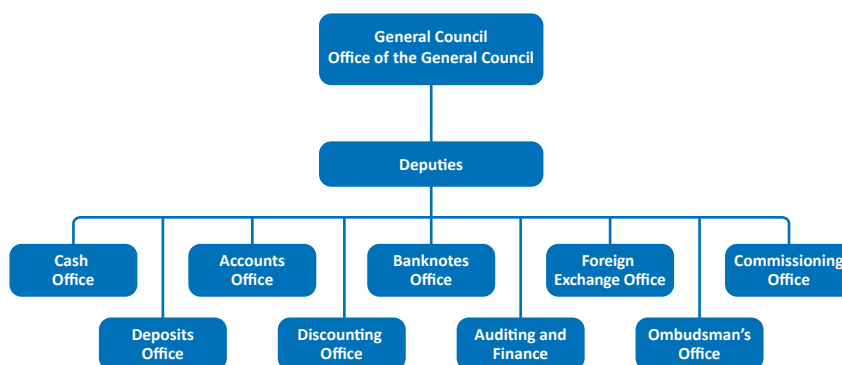 General Council
Office of the General Council
Deputies
Cash
Office
Accounts
Office
Banknotes
Office
Foreign
Exchange Office
Commissioning
Office
Deposits
Office
Discounting
Office
Auditing and
Finance
Ombudsman's
Office